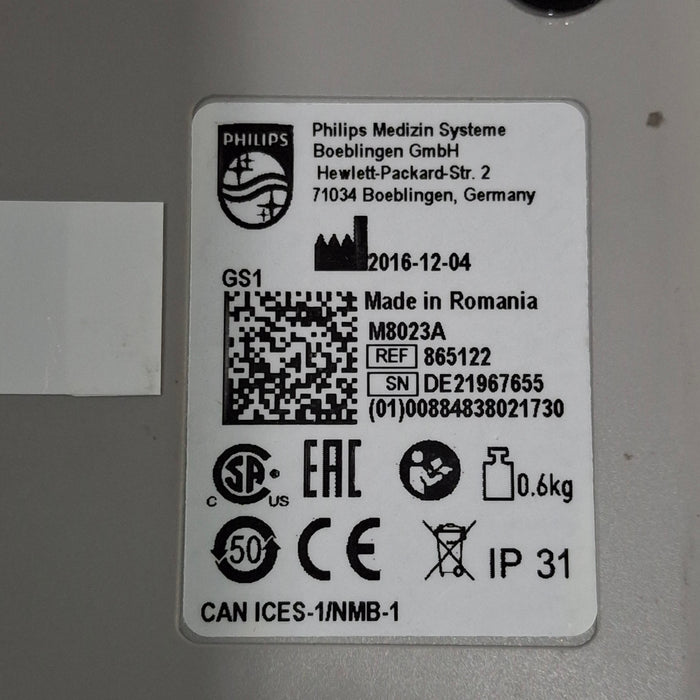 PHILIPS
Philips Medizin Systeme
Boeblingen GmbH
Hewlett-Packard-Str. 2
71034 Boeblingen, Germany
2016-12-04
GS1
Made in Romania
M8023A
REF 865122
SN DE21967655
(01)00884838021730
C SA US
EAC
0.6kg
50
CE
IP 31
CAN ICES-1/NMB-1